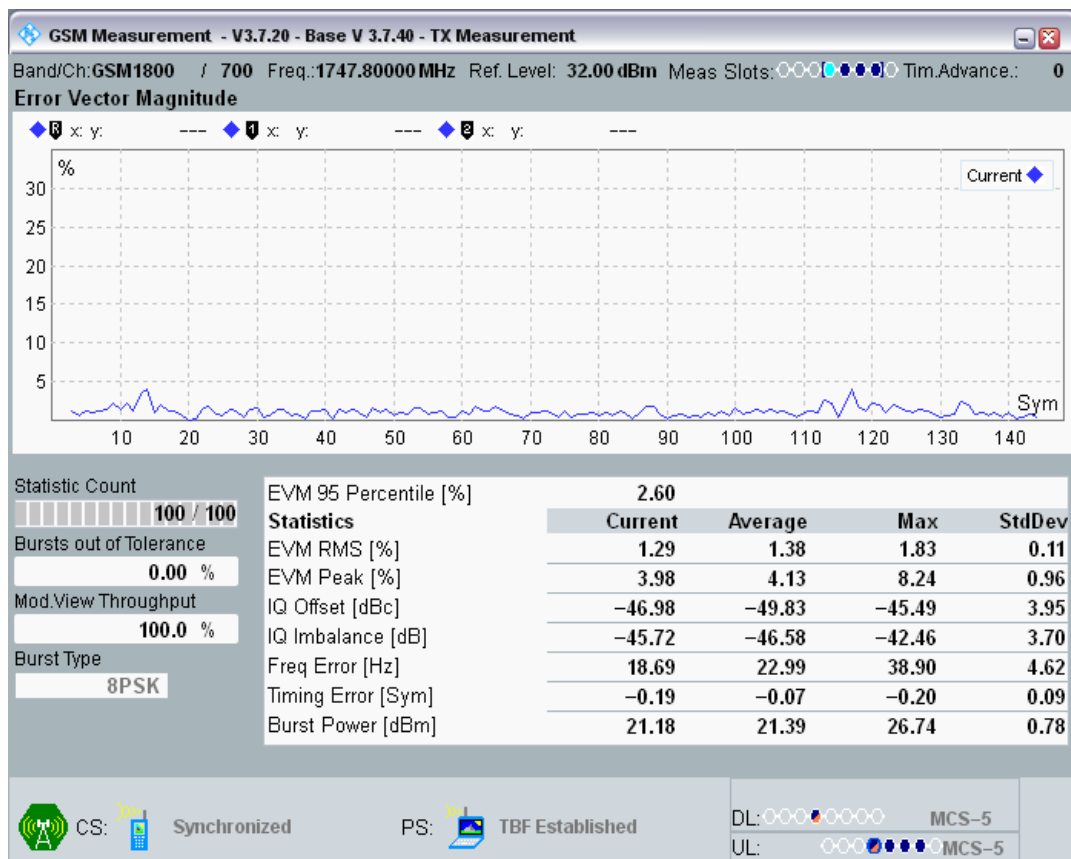 GSM Measurement - V3.7.20 - Base V 3.7.40 - TX Measurement
Band/Ch:GSM1800 / 700 Freq.:1747.80000 MHz Ref. Level: 32.00 dBm Meas Slots: Tim.Advance.: 0
Error Vector Magnitude
R x: y: --- 1 x: y: --- 2 x: y: ---
%
Current
30
25
20
15
10
5
Sym
10 20 30 40 50 60 70 80 90 100 110 120 130 140
Statistic Count
100 / 100
Bursts out of Tolerance
0.00 %
Mod.View Throughput
100.0 %
Burst Type
8PSK
EVM 95 Percentile [%] 2.60
Statistics Current Average Max StdDev
EVM RMS [%] 1.29 1.38 1.83 0.11
EVM Peak [%] 3.98 4.13 8.24 0.96
IQ Offset [dBc] −46.98 −49.83 −45.49 3.95
IQ Imbalance [dB] −45.72 −46.58 −42.46 3.70
Freq Error [Hz] 18.69 22.99 38.90 4.62
Timing Error [Sym] −0.19 −0.07 −0.20 0.09
Burst Power [dBm] 21.18 21.39 26.74 0.78
CS: Synchronized PS: TBF Established
DL: MCS−5
UL: MCS−5